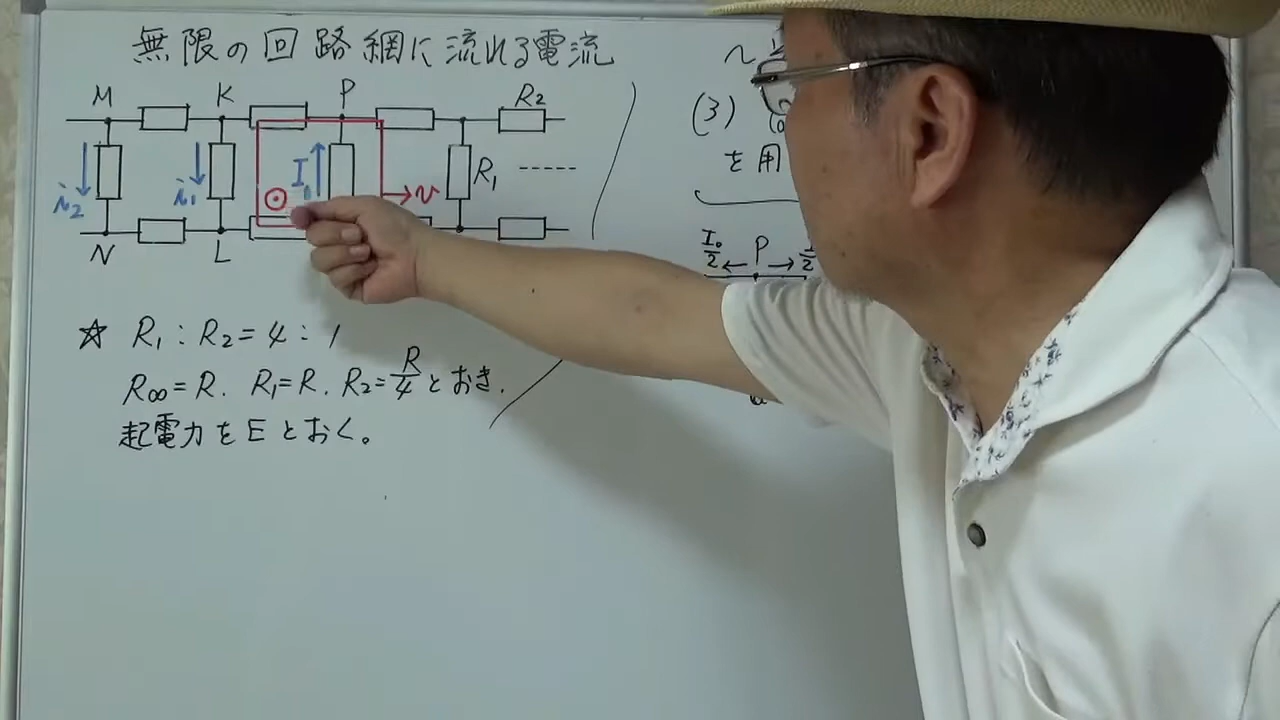 無限の回路網に流れる電流
M K P R2
i2 i1 I0 R1 -----
v
N L
☆ R1 : R2 = 4 : 1
R∞ = R. R1 = R. R2 = R/4 とおき.
起電力を E とおく。
(3)
を用
I0/2 ← P →